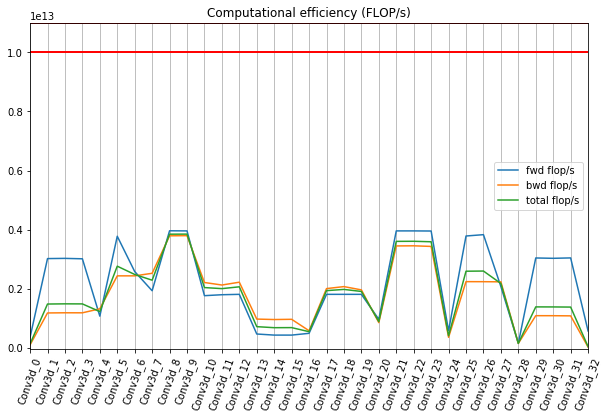 Computational efficiency (FLOP/s)
1e13
1.0
0.8
0.6
0.4
0.2
0.0
fwd flop/s
bwd flop/s
total flop/s
Conv3d_0
Conv3d_1
Conv3d_2
Conv3d_3
Conv3d_4
Conv3d_5
Conv3d_6
Conv3d_7
Conv3d_8
Conv3d_9
Conv3d_10
Conv3d_11
Conv3d_12
Conv3d_13
Conv3d_14
Conv3d_15
Conv3d_16
Conv3d_17
Conv3d_18
Conv3d_19
Conv3d_20
Conv3d_21
Conv3d_22
Conv3d_23
Conv3d_24
Conv3d_25
Conv3d_26
Conv3d_27
Conv3d_28
Conv3d_29
Conv3d_30
Conv3d_31
Conv3d_32